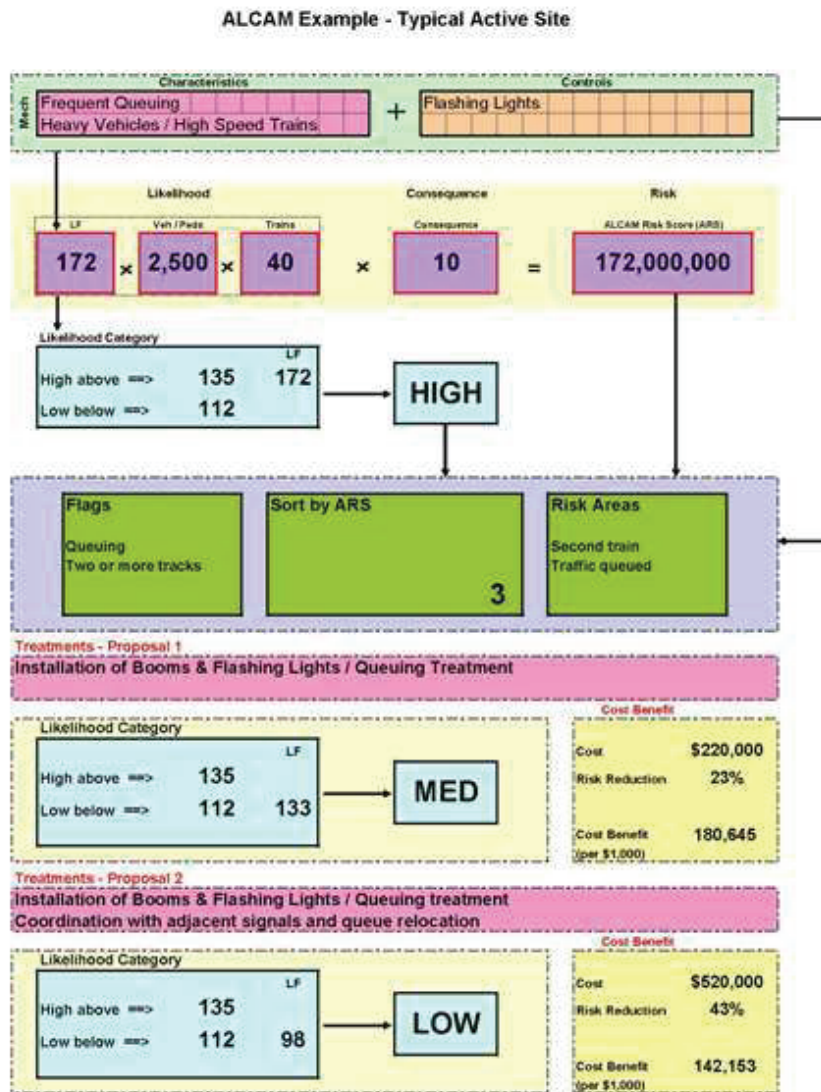 ALCAM Example - Typical Active Site
Characteristics
Controls
Mech
Frequent Queuing
Heavy Vehicles / High Speed Trains
+
Flashing Lights
Likelihood
Consequence
Risk
LF
Veh / Peds
Trains
Consequence
ALCAM Risk Score (ARS)
172 × 2,500 × 40 × 10 = 172,000,000
Likelihood Category
LF
High above ==> 135 172
Low below ==> 112
HIGH
Flags
Queuing
Two or more tracks
Sort by ARS
3
Risk Areas
Second train
Traffic queued
Treatments - Proposal 1
Installation of Booms & Flashing Lights / Queuing Treatment
Likelihood Category
LF
High above ==> 135
Low below ==> 112 133
MED
Cost Benefit
Cost $220,000
Risk Reduction 23%
Cost Benefit 180,645
(per $1,000)
Treatments - Proposal 2
Installation of Booms & Flashing Lights / Queuing treatment
Coordination with adjacent signals and queue relocation
Likelihood Category
LF
High above ==> 135
Low below ==> 112 98
LOW
Cost Benefit
Cost $520,000
Risk Reduction 43%
Cost Benefit 142,153
(per $1,000)